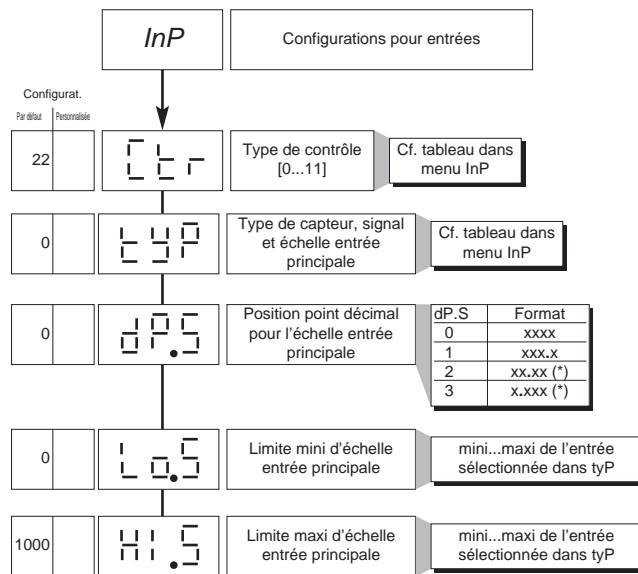 InP
Configurations pour entrées
Configurat.
Par défaut
Personnalisée
22
Ctr
Type de contrôle
[0...11]
Cf. tableau dans
menu InP
0
tYP
Type de capteur, signal
et échelle entrée
principale
Cf. tableau dans
menu InP
0
dP.S
Position point décimal
pour l'échelle entrée
principale
dP.S Format
0 xxxx
1 xxx.x
2 xx.xx (*)
3 x.xxx (*)
0
Lo.S
Limite mini d'échelle
entrée principale
mini...maxi de l'entrée
sélectionnée dans tyP
1000
HI.S
Limite maxi d'échelle
entrée principale
mini...maxi de l'entrée
sélectionnée dans tyP